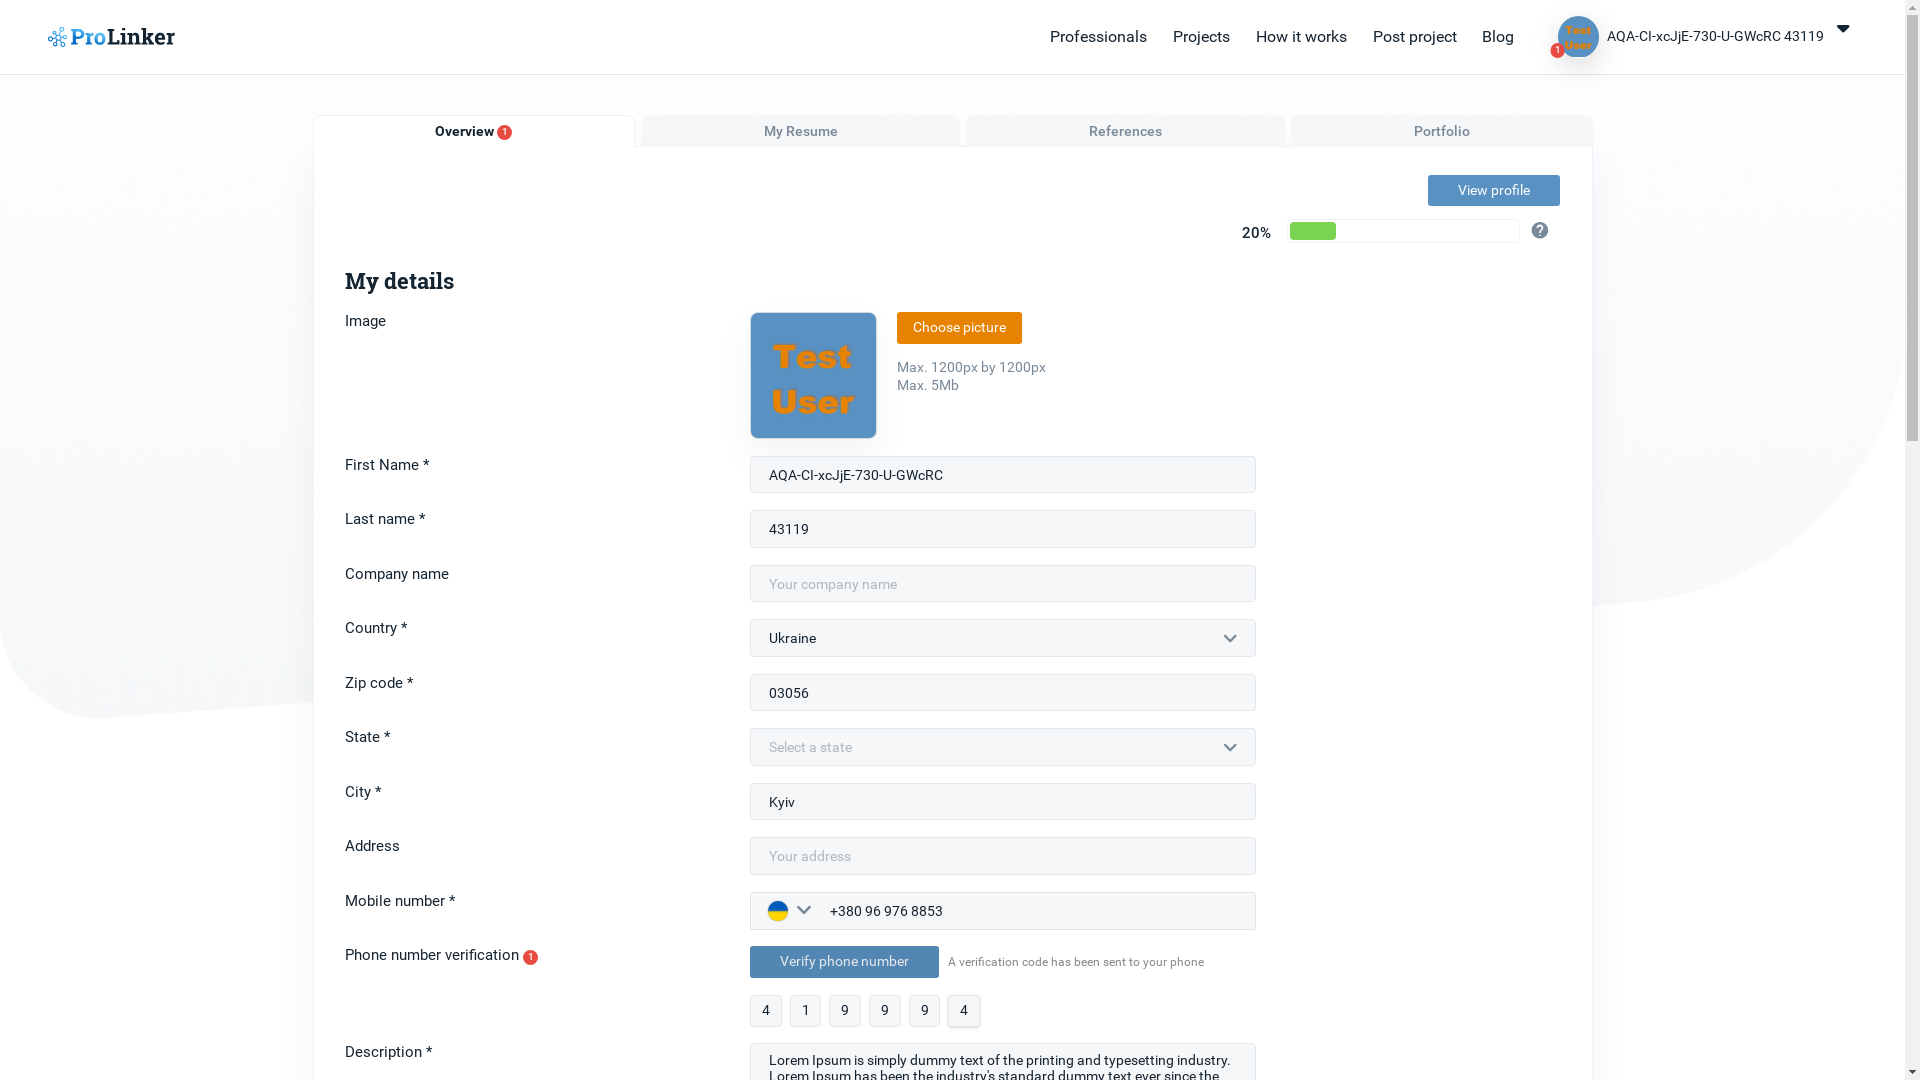 ProLinker
Professionals
Projects
How it works
Post project
Blog
Test
User
1
AQA-CI-xcJjE-730-U-GWcRC 43119
Overview 1
My Resume
References
Portfolio
View profile
20%
?
My details
Image
Test
User
Choose picture
Max. 1200px by 1200px
Max. 5Mb
First Name *
AQA-CI-xcJjE-730-U-GWcRC
Last name *
43119
Company name
Your company name
Country *
Ukraine
Zip code *
03056
State *
Select a state
City *
Kyiv
Address
Your address
Mobile number *
+380 96 976 8853
Phone number verification 1
Verify phone number
A verification code has been sent to your phone
4 1 9 9 9 4
Description *
Lorem Ipsum is simply dummy text of the printing and typesetting industry.
Lorem Ipsum has been the industry's standard dummy text ever since the